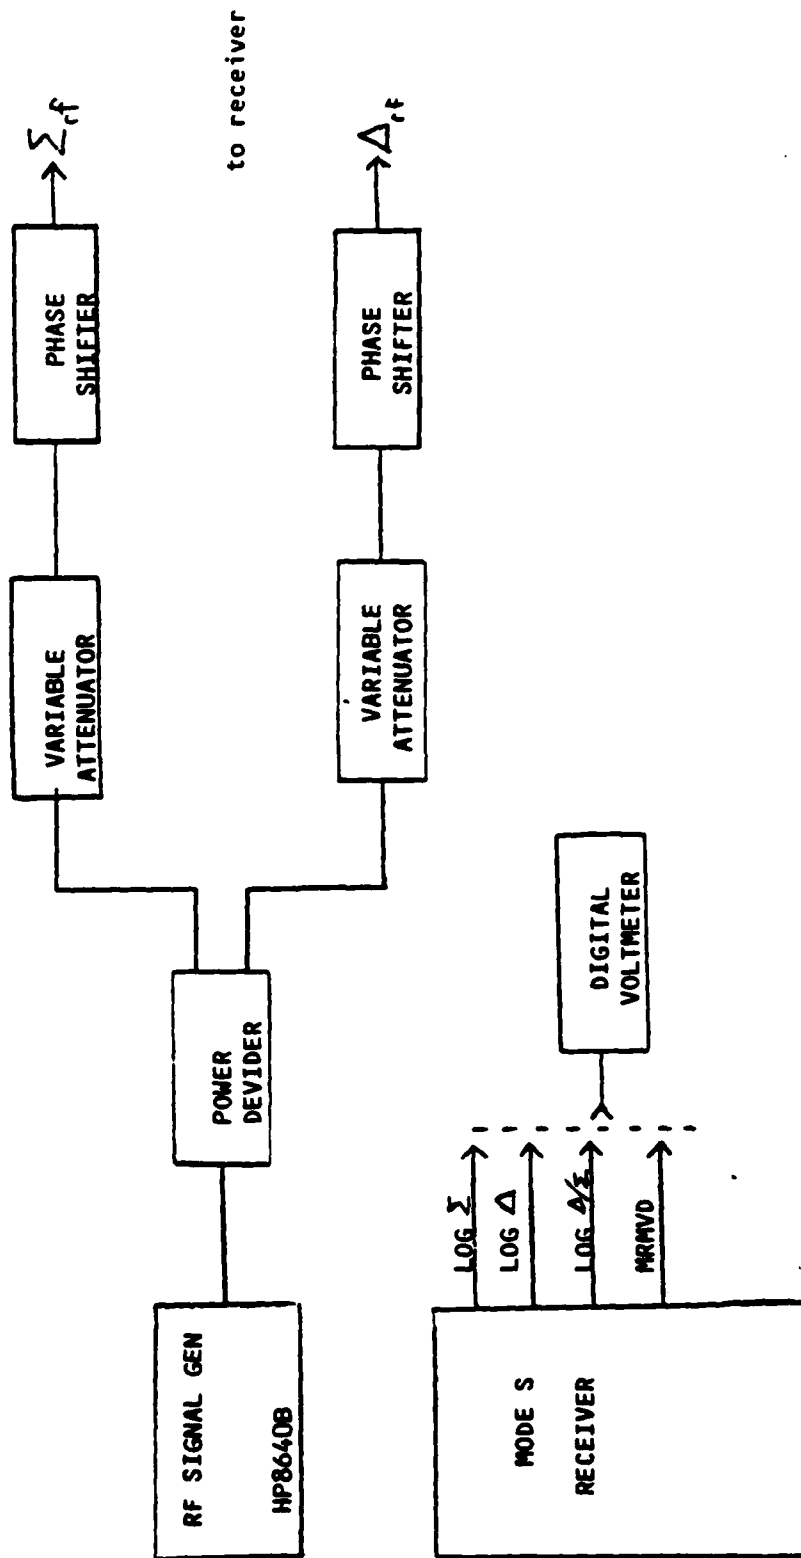 RF SIGNAL GEN
HP8640B
POWER
DEVIDER
VARIABLE
ATTENUATOR
PHASE
SHIFTER
Σrf
to receiver
VARIABLE
ATTENUATOR
PHASE
SHIFTER
Δrf
MODE S
RECEIVER
LOG Σ
LOG Δ
LOG Δ/Σ
MRMVD
DIGITAL
VOLTMETER